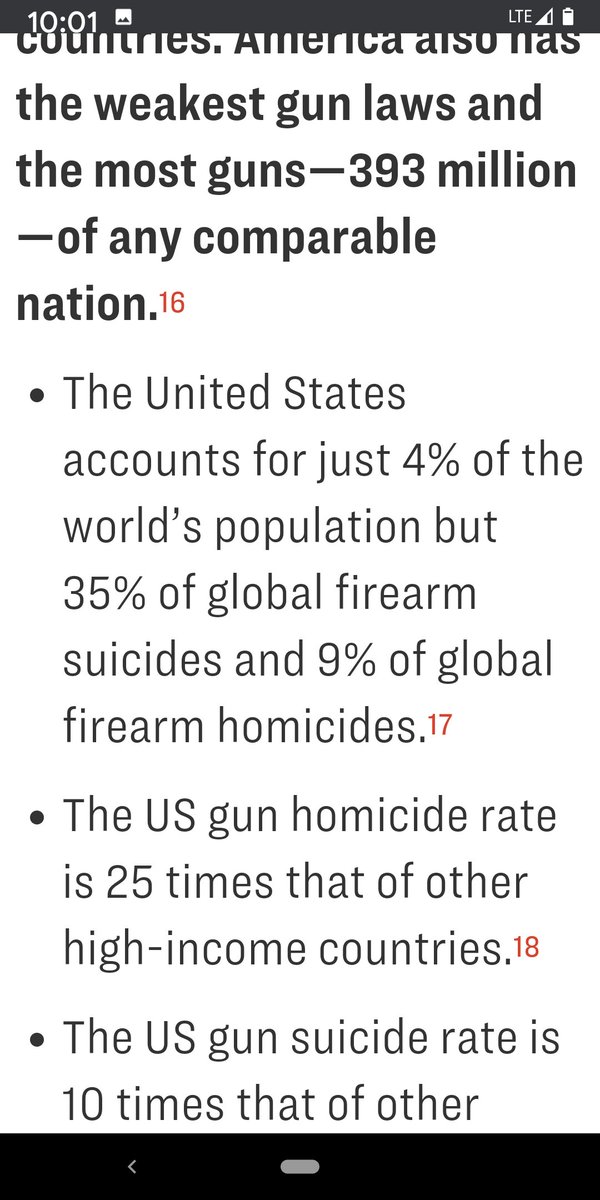 10:01
LTE
countries. America also has
the weakest gun laws and
the most guns—393 million
—of any comparable
nation.16
• The United States
accounts for just 4% of the
world’s population but
35% of global firearm
suicides and 9% of global
firearm homicides.17
• The US gun homicide rate
is 25 times that of other
high-income countries.18
• The US gun suicide rate is
10 times that of other